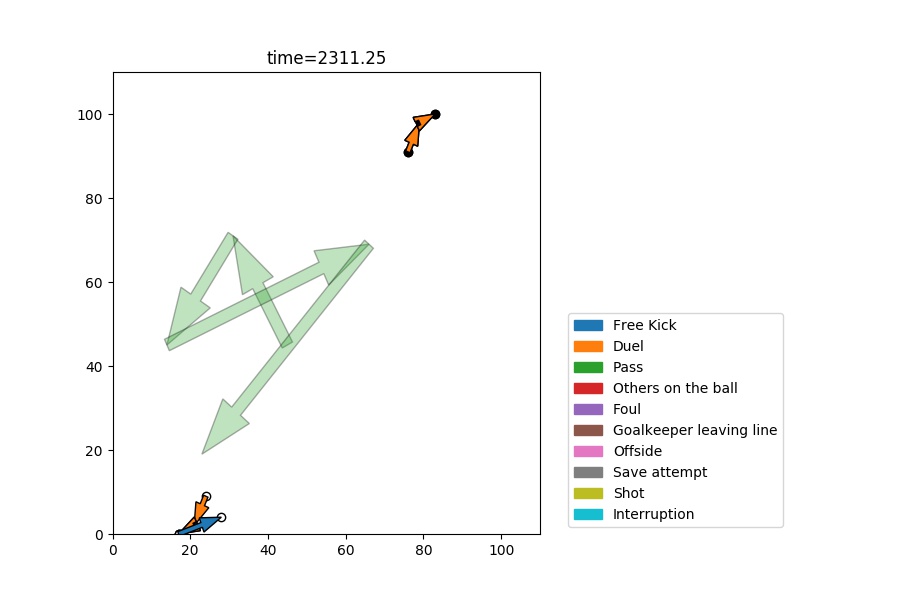 time=2311.25
100
80
60
40
20
0
0 20 40 60 80 100
Free Kick
Duel
Pass
Others on the ball
Foul
Goalkeeper leaving line
Offside
Save attempt
Shot
Interruption